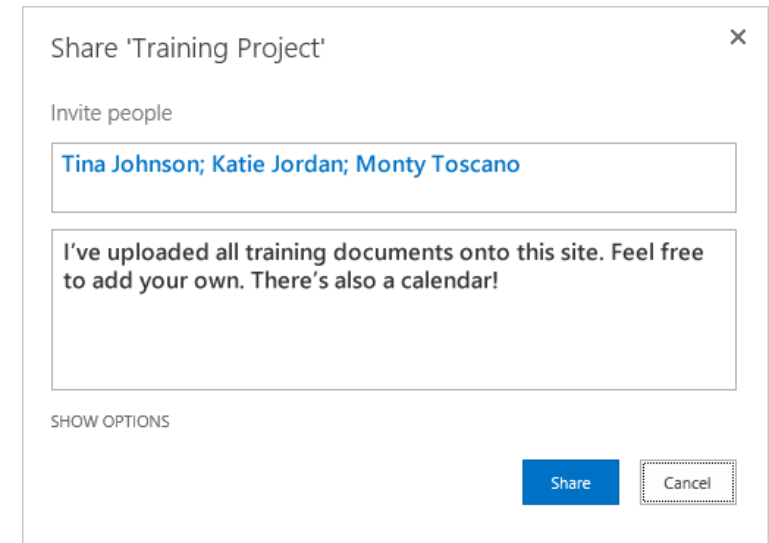 Share 'Training Project'
Invite people
Tina Johnson; Katie Jordan; Monty Toscano
I’ve uploaded all training documents onto this site. Feel free
to add your own. There’s also a calendar!
SHOW OPTIONS
Share
Cancel